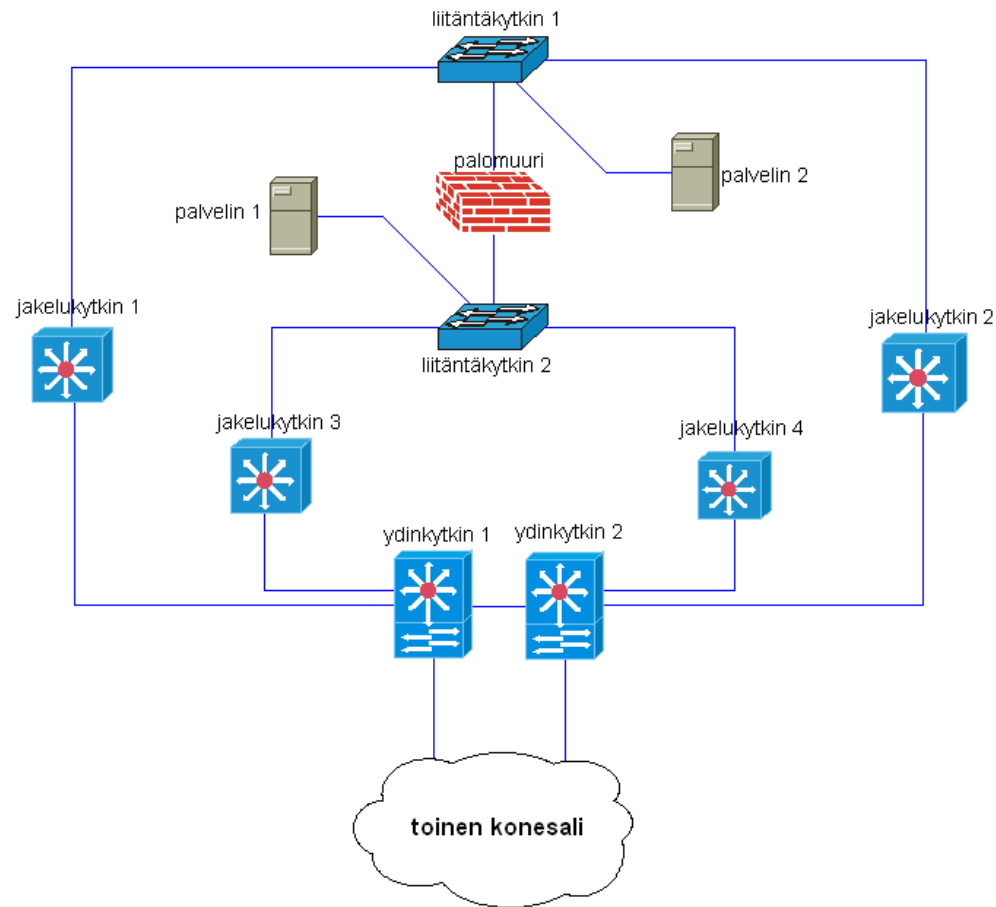 liitäntäkytkin 1
palomuuri
palvelin 2
palvelin 1
jakelukytkin 1
jakelukytkin 2
liitäntäkytkin 2
jakelukytkin 3
jakelukytkin 4
ydinkytkin 1
ydinkytkin 2
toinen konesali